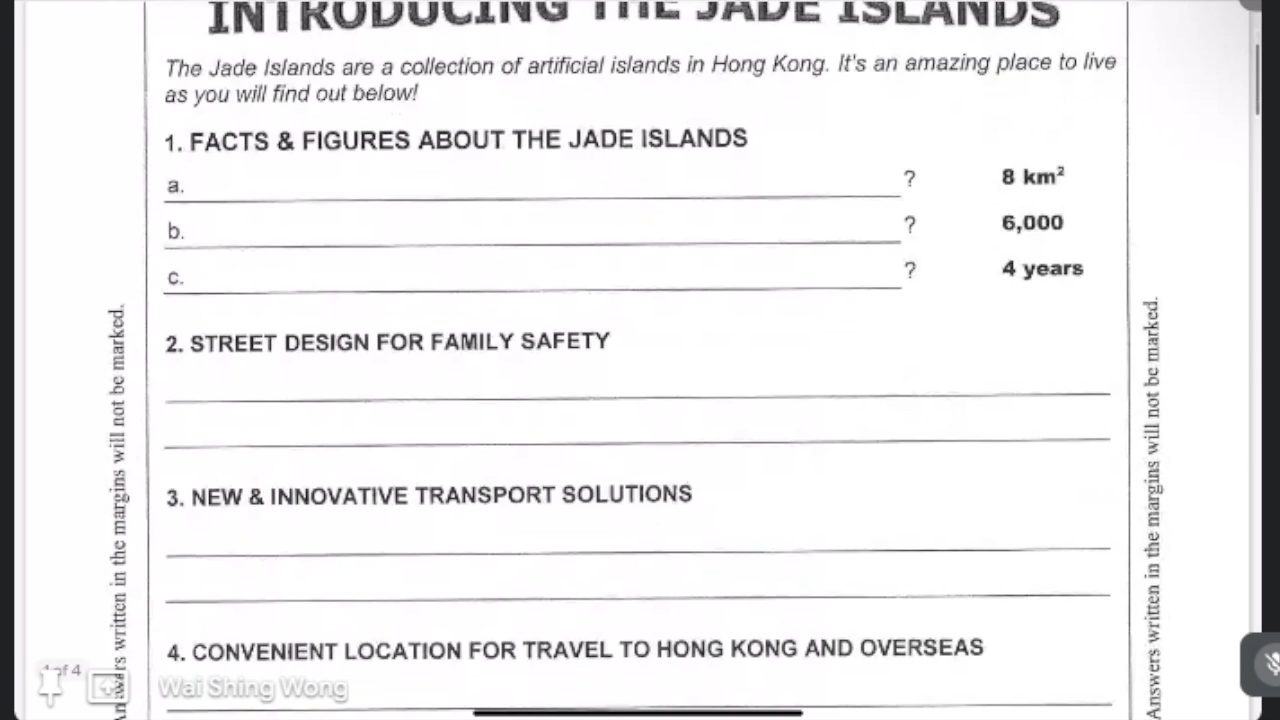 INTRODUCING THE JADE ISLANDS
The Jade Islands are a collection of artificial islands in Hong Kong. It's an amazing place to live
as you will find out below!
1. FACTS & FIGURES ABOUT THE JADE ISLANDS
a. ? 8 km²
b. ? 6,000
c. ? 4 years
2. STREET DESIGN FOR FAMILY SAFETY
3. NEW & INNOVATIVE TRANSPORT SOLUTIONS
4. CONVENIENT LOCATION FOR TRAVEL TO HONG KONG AND OVERSEAS
Answers written in the margins will not be marked.
Answers written in the margins will not be marked.
1 of 4
Wai Shing Wong